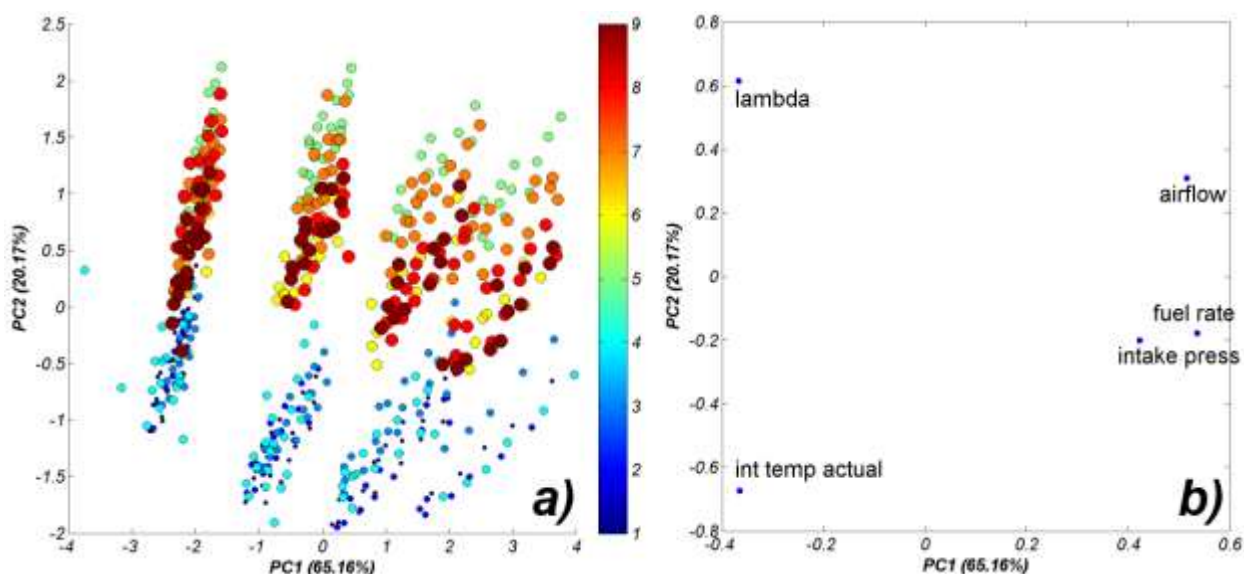 2.5
2
1.5
1
0.5
0
-0.5
-1
-1.5
-2
-4 -3 -2 -1 0 1 2 3 4
PC2 (20.17%)
PC1 (65.16%)
a)
9
8
7
6
5
4
3
2
1
0.8
0.6
0.4
0.2
0
-0.2
-0.4
-0.6
-0.8
-0.4 -0.2 0 0.2 0.4 0.6
PC2 (20.17%)
PC1 (65.16%)
lambda
airflow
fuel rate
intake press
int temp actual
b)